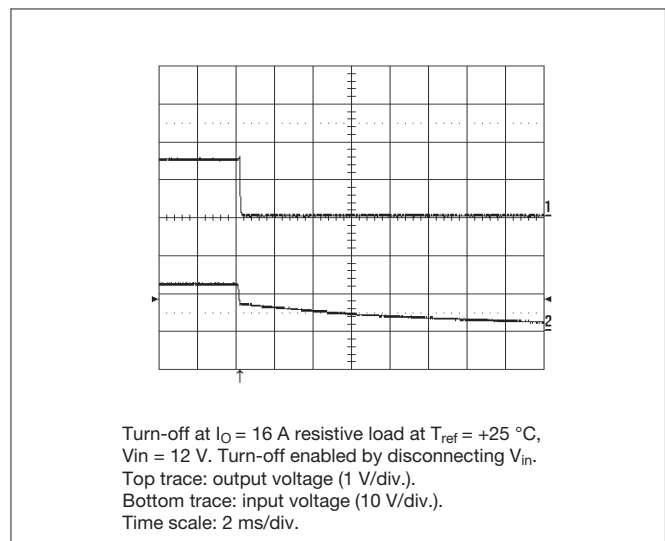 1
2
Turn-off at IO = 16 A resistive load at Tref = +25 °C,
Vin = 12 V. Turn-off enabled by disconnecting Vin.
Top trace: output voltage (1 V/div.).
Bottom trace: input voltage (10 V/div.).
Time scale: 2 ms/div.